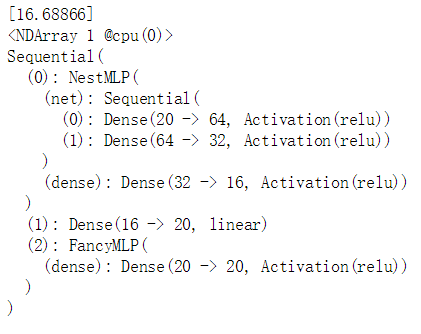 [16.68866]
<NDArray 1 @cpu(0)>
Sequential(
  (0): NestMLP(
    (net): Sequential(
      (0): Dense(20 -> 64, Activation(relu))
      (1): Dense(64 -> 32, Activation(relu))
    )
    (dense): Dense(32 -> 16, Activation(relu))
  )
  (1): Dense(16 -> 20, linear)
  (2): FancyMLP(
    (dense): Dense(20 -> 20, Activation(relu))
  )
)